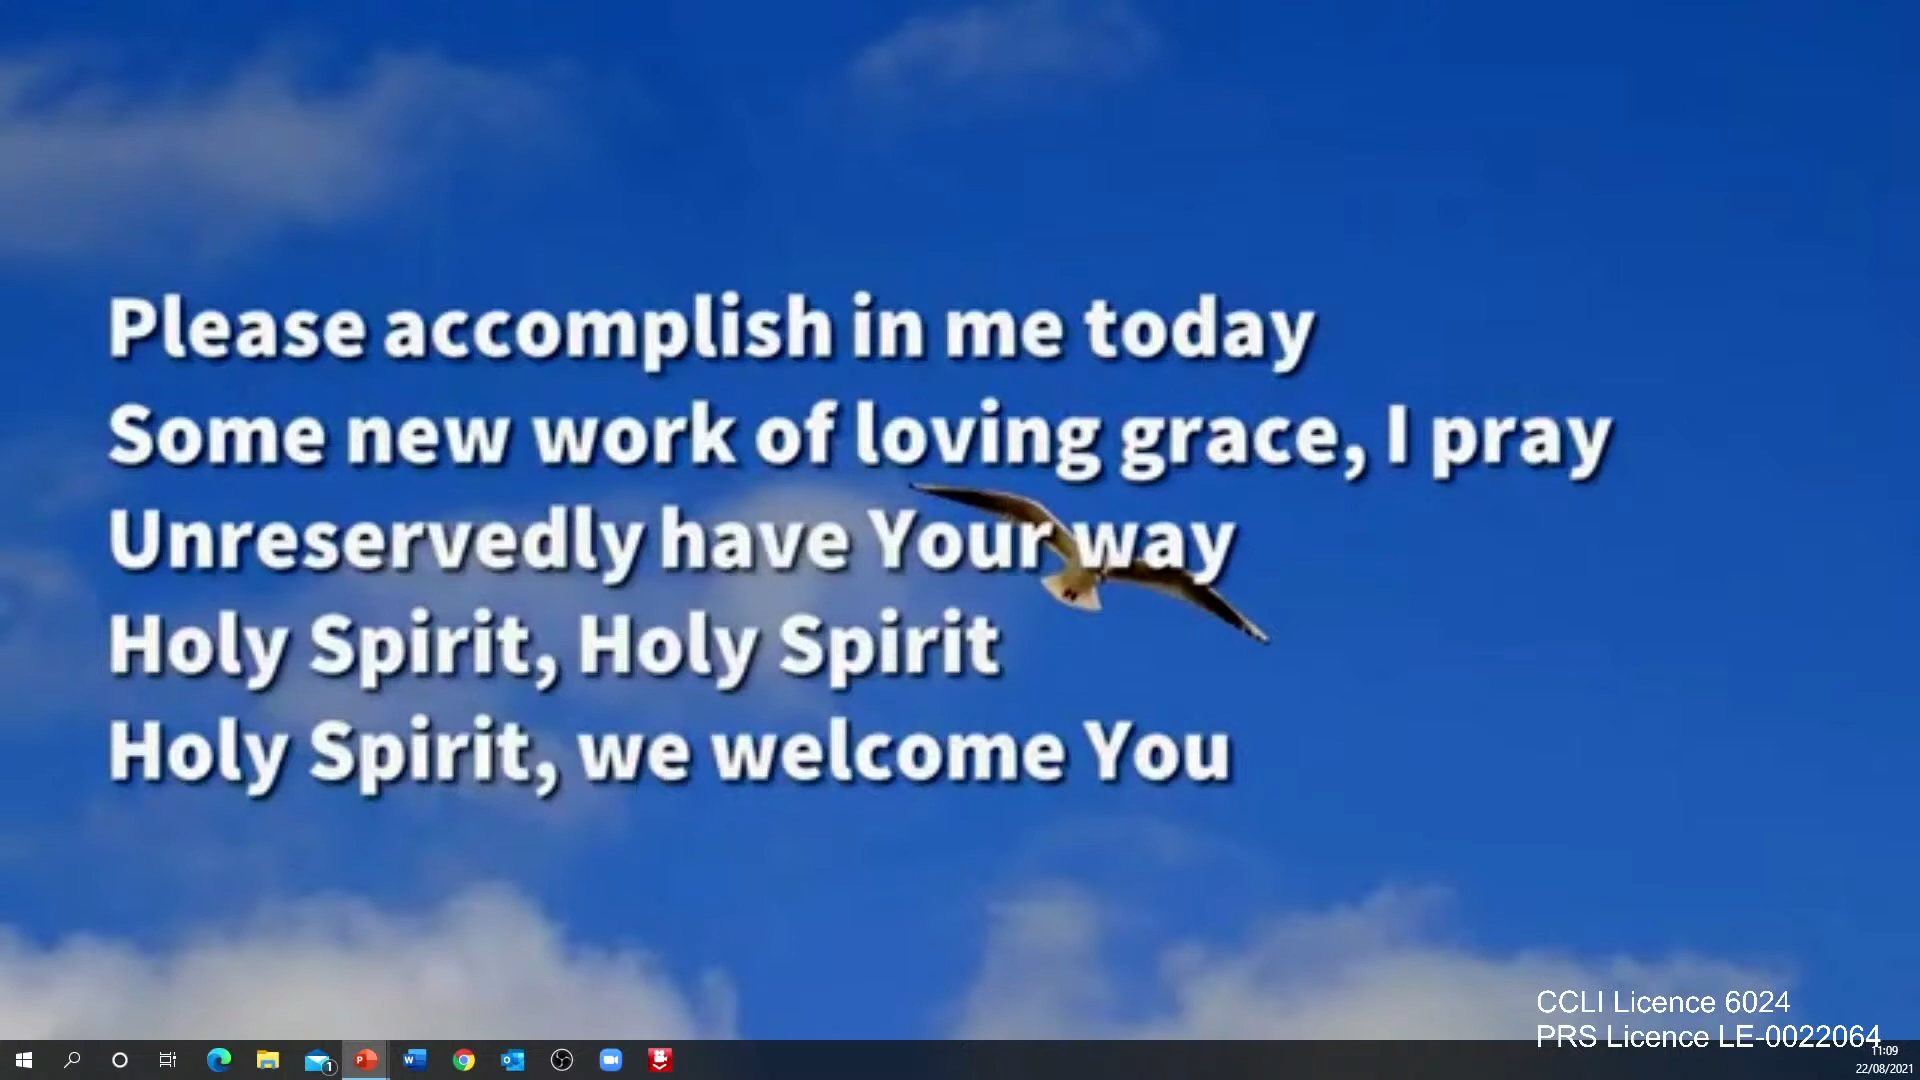 Please accomplish in me today
Some new work of loving grace, I pray
Unreservedly have Your way
Holy Spirit, Holy Spirit
Holy Spirit, we welcome You
CCLI Licence 6024
PRS Licence LE-0022064
1
11:09
22/08/2021